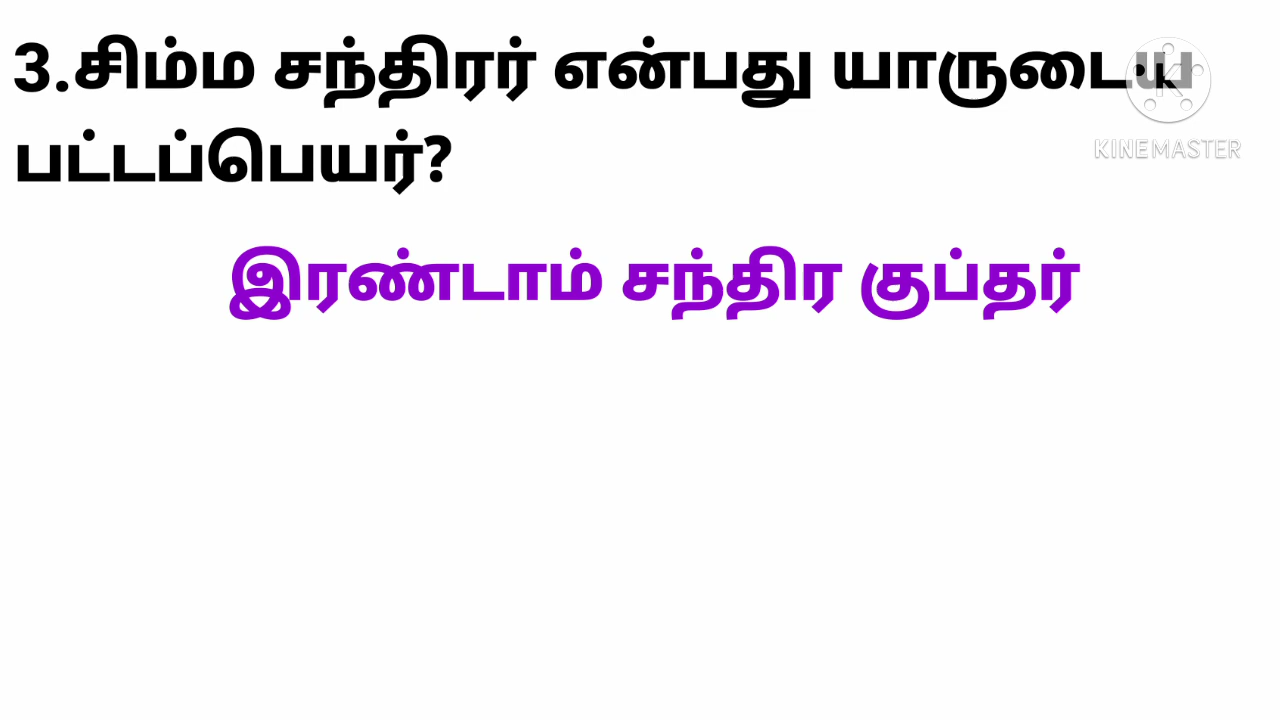 3.சிம்ம சந்திரர் என்பது யாருடைய
பட்டப்பெயர்?
இரண்டாம் சந்திர குப்தர்
KINEMASTER